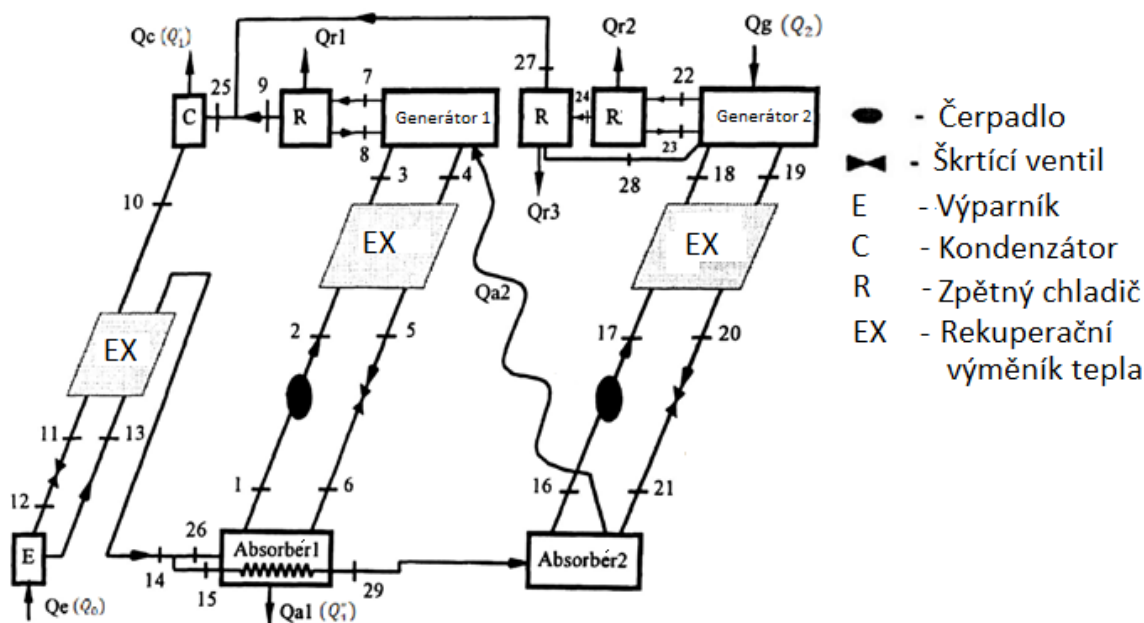 Qc (Q₁')
Qr1
Qr2
Qg (Q₂)
25
9
7
27
24
22
C
R
Generátor 1
R
R
Generátor 2
8
23
28
10
3
4
Qr3
18
19
EX
EX
Qa2
EX
2
5
17
20
11
13
12
1
6
16
21
26
E
Absorbér1
Absorbér2
14
15
29
Qe (Q₀)
Qa1 (Q₁")
- Čerpadlo
- Škrtící ventil
E - Výparník
C - Kondenzátor
R - Zpětný chladič
EX - Rekuperační
výměník tepla